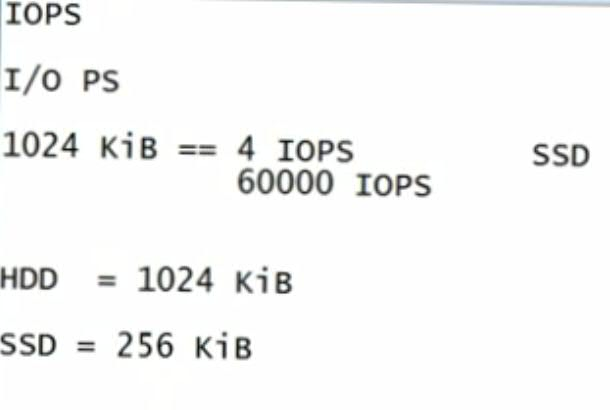 IOPS
I/O PS
1024 KiB == 4 IOPS SSD
60000 IOPS
HDD = 1024 KiB
SSD = 256 KiB